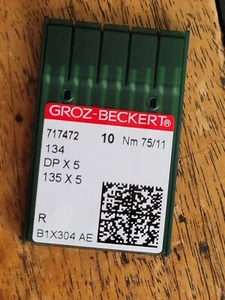 GROZ-BECKERT®
717472 10 Nm 75/11
134
DP X 5
135 X 5
R
B1X304 AE